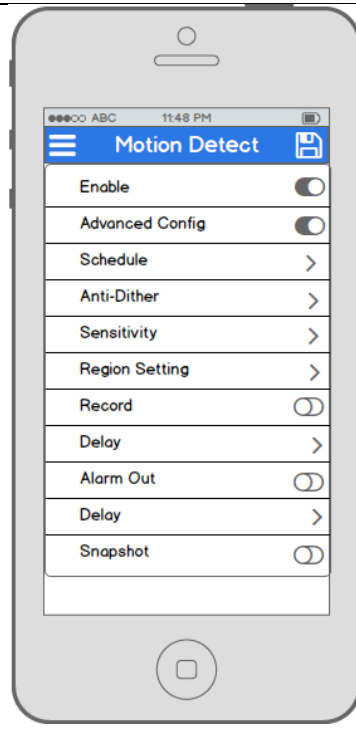 ABC 11:48 PM
Motion Detect
Enable
Advanced Config
Schedule
Anti-Dither
Sensitivity
Region Setting
Record
Delay
Alarm Out
Delay
Snapshot